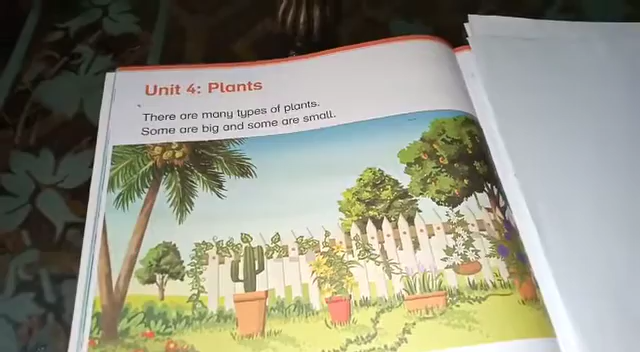 Unit 4: Plants
There are many types of plants.
Some are big and some are small.